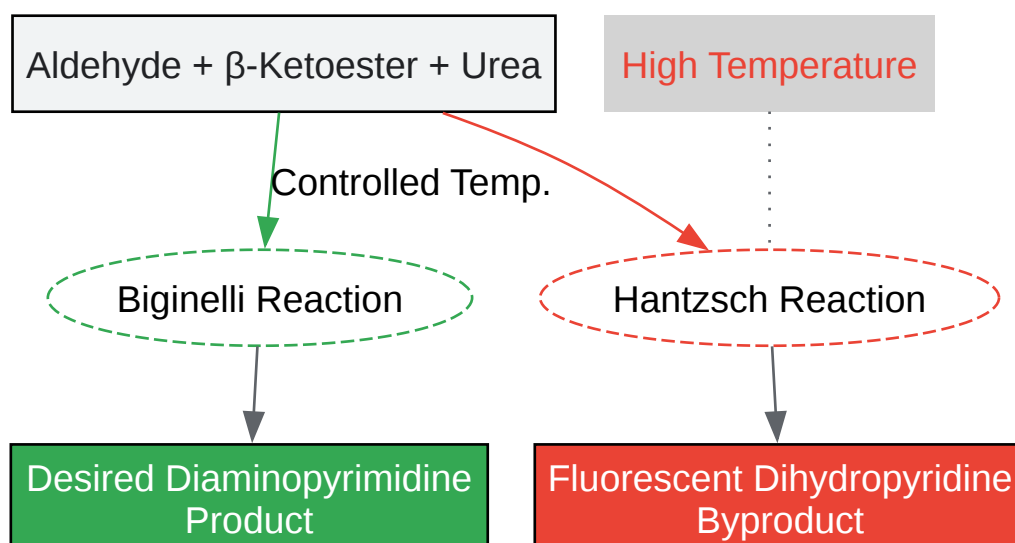 Aldehyde + β-Ketoester + Urea
High Temperature
Controlled Temp.
Biginelli Reaction
Hantzsch Reaction
Desired Diaminopyrimidine
Product
Fluorescent Dihydropyridine
Byproduct